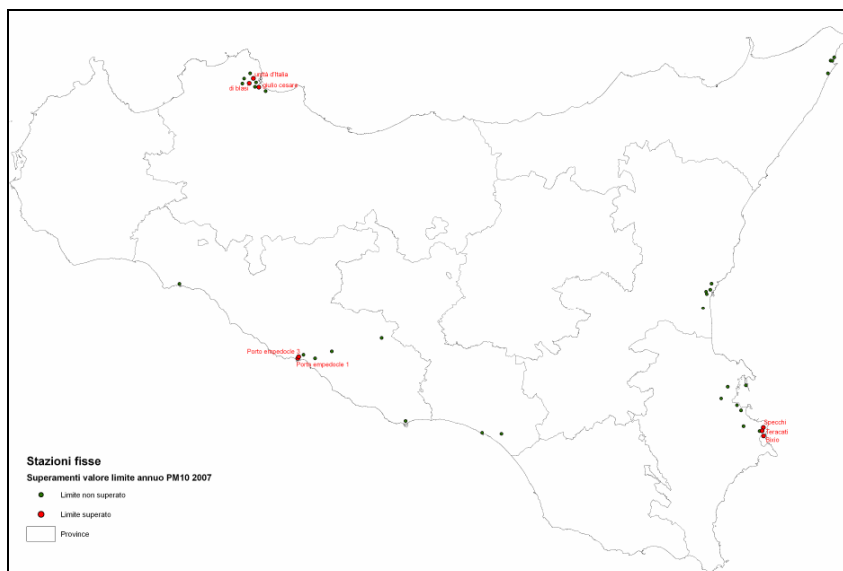 unità d'Italia
di blasi
giulio cesare
Porto empedocle 3
Porto empedocle 1
Specchi
Teracati
Bixio
Stazioni fisse
Superamenti valore limite annuo PM10 2007
Limite non superato
Limite superato
Province